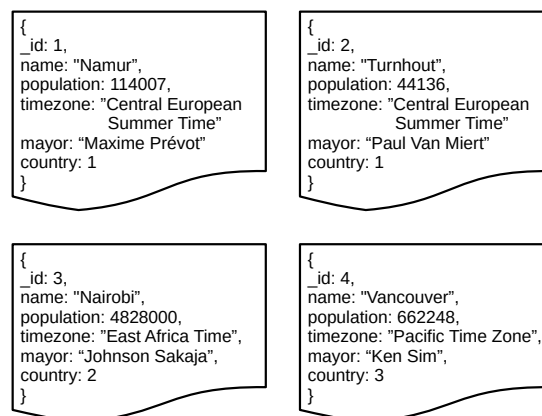 {
_id: 1,
name: "Namur”,
population: 114007,
timezone: ”Central European
Summer Time”
mayor: “Maxime Prévot”
country: 1
}
{
_id: 2,
name: "Turnhout”,
population: 44136,
timezone: ”Central European
Summer Time”
mayor: “Paul Van Miert”
country: 1
}
{
_id: 3,
name: "Nairobi”,
population: 4828000,
timezone: ”East Africa Time”,
mayor: “Johnson Sakaja”,
country: 2
}
{
_id: 4,
name: "Vancouver”,
population: 662248,
timezone: ”Pacific Time Zone”,
mayor: “Ken Sim”,
country: 3
}